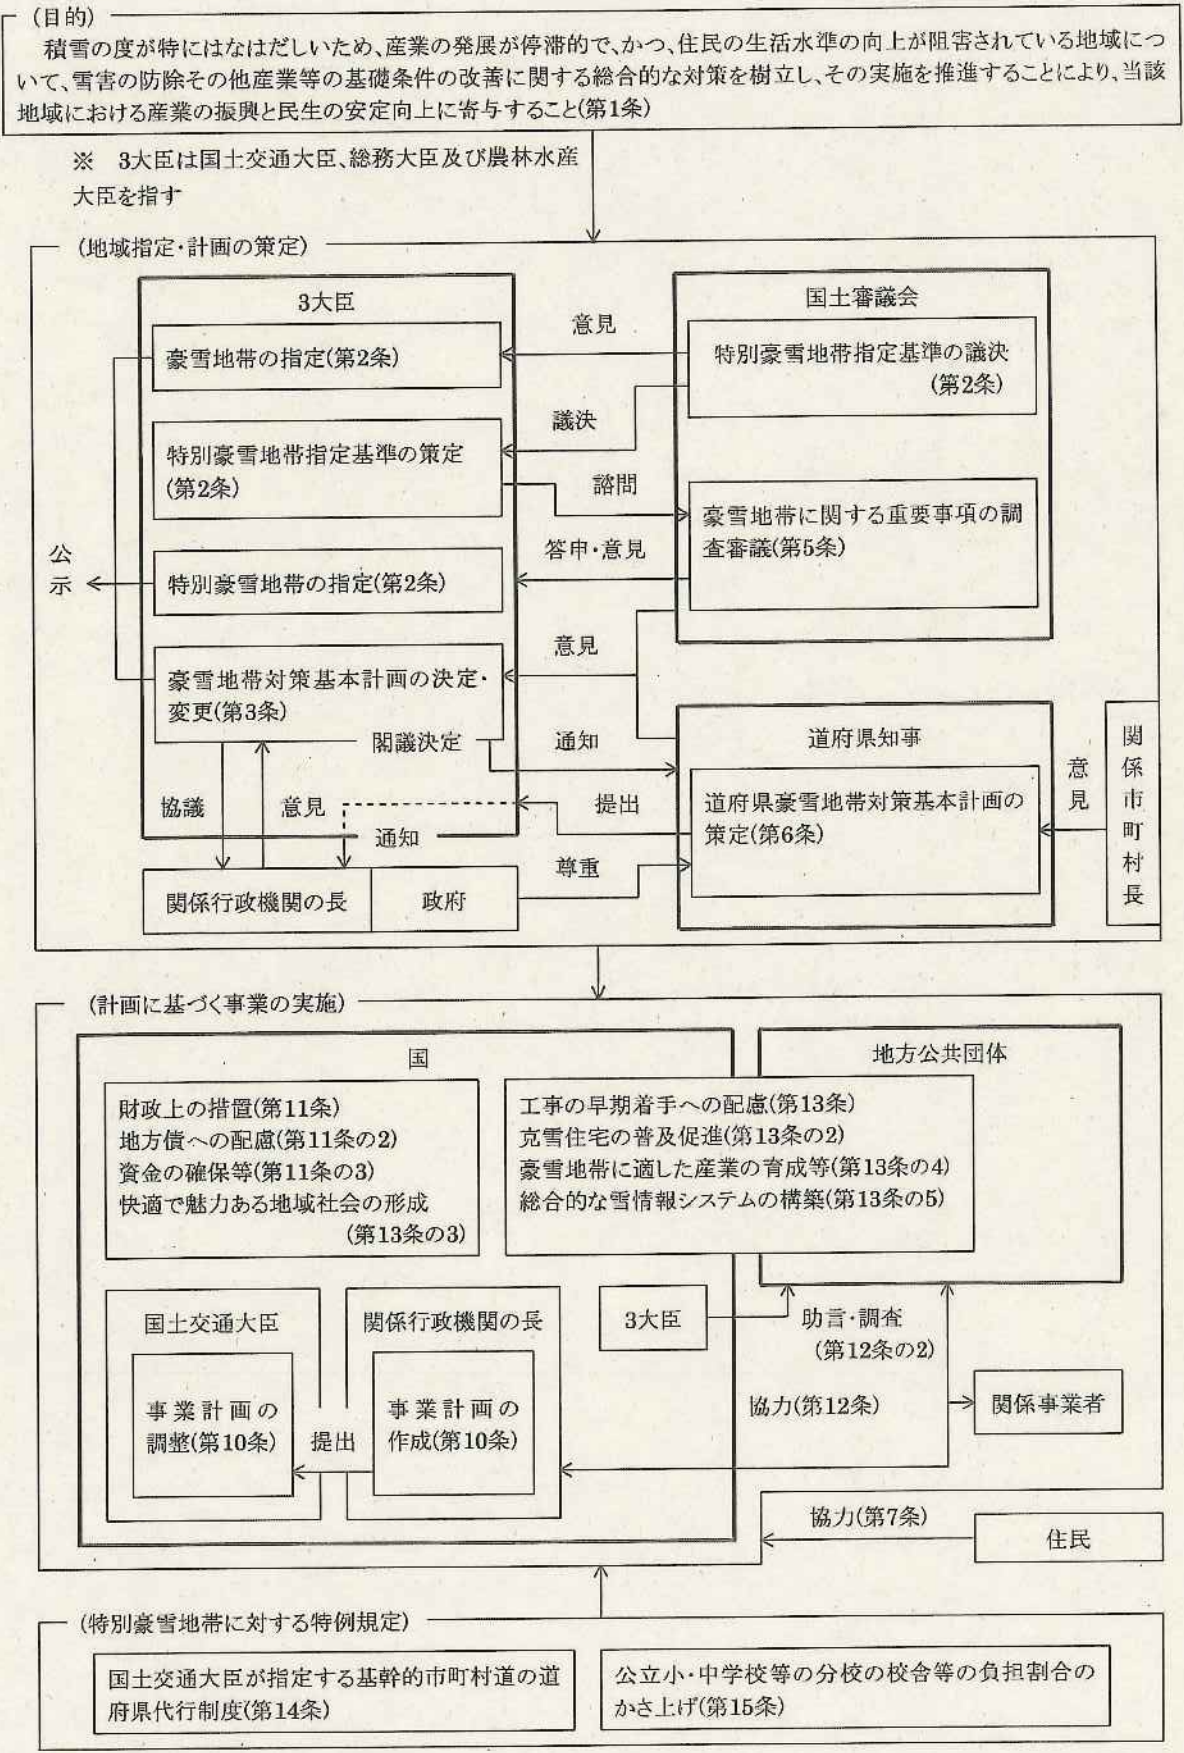 (目的)
積雪の度が特にはなはだしいため、産業の発展が停滞的で、かつ、住民の生活水準の向上が阻害されている地域につ
いて、雪害の防除その他産業等の基礎条件の改善に関する総合的な対策を樹立し、その実施を推進することにより、当該
地域における産業の振興と民生の安定向上に寄与すること(第1条)
※ 3大臣は国土交通大臣、総務大臣及び農林水産
大臣を指す
(地域指定・計画の策定)
3大臣
豪雪地帯の指定(第2条)
特別豪雪地帯指定基準の策定
(第2条)
特別豪雪地帯の指定(第2条)
豪雪地帯対策基本計画の決定・
変更(第3条)
閣議決定
公
示
意見
議決
諮問
答申・意見
意見
通知
提出
尊重
国土審議会
特別豪雪地帯指定基準の議決
(第2条)
豪雪地帯に関する重要事項の調
査審議(第5条)
道府県知事
道府県豪雪地帯対策基本計画の
策定(第6条)
意
見
関
係
市
町
村
長
協議
意見
通知
関係行政機関の長
政府
(計画に基づく事業の実施)
国
財政上の措置(第11条)
地方債への配慮(第11条の2)
資金の確保等(第11条の3)
快適で魅力ある地域社会の形成
(第13条の3)
地方公共団体
工事の早期着手への配慮(第13条)
克雪住宅の普及促進(第13条の2)
豪雪地帯に適した産業の育成等(第13条の4)
総合的な雪情報システムの構築(第13条の5)
国土交通大臣
事業計画の
調整(第10条)
提出
関係行政機関の長
事業計画の
作成(第10条)
3大臣
助言・調査
(第12条の2)
協力(第12条)
関係事業者
協力(第7条)
住民
(特別豪雪地帯に対する特例規定)
国土交通大臣が指定する基幹的市町村道の道
府県代行制度(第14条)
公立小・中学校等の分校の校舎等の負担割合の
かさ上げ(第15条)